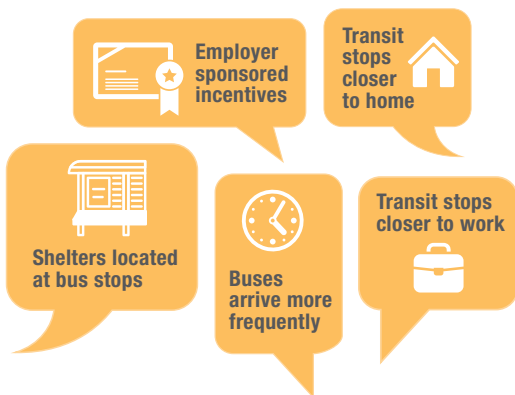 Employer
sponsored
incentives
Transit
stops
closer
to home
Shelters located
at bus stops
Buses
arrive more
frequently
Transit stops
closer to work